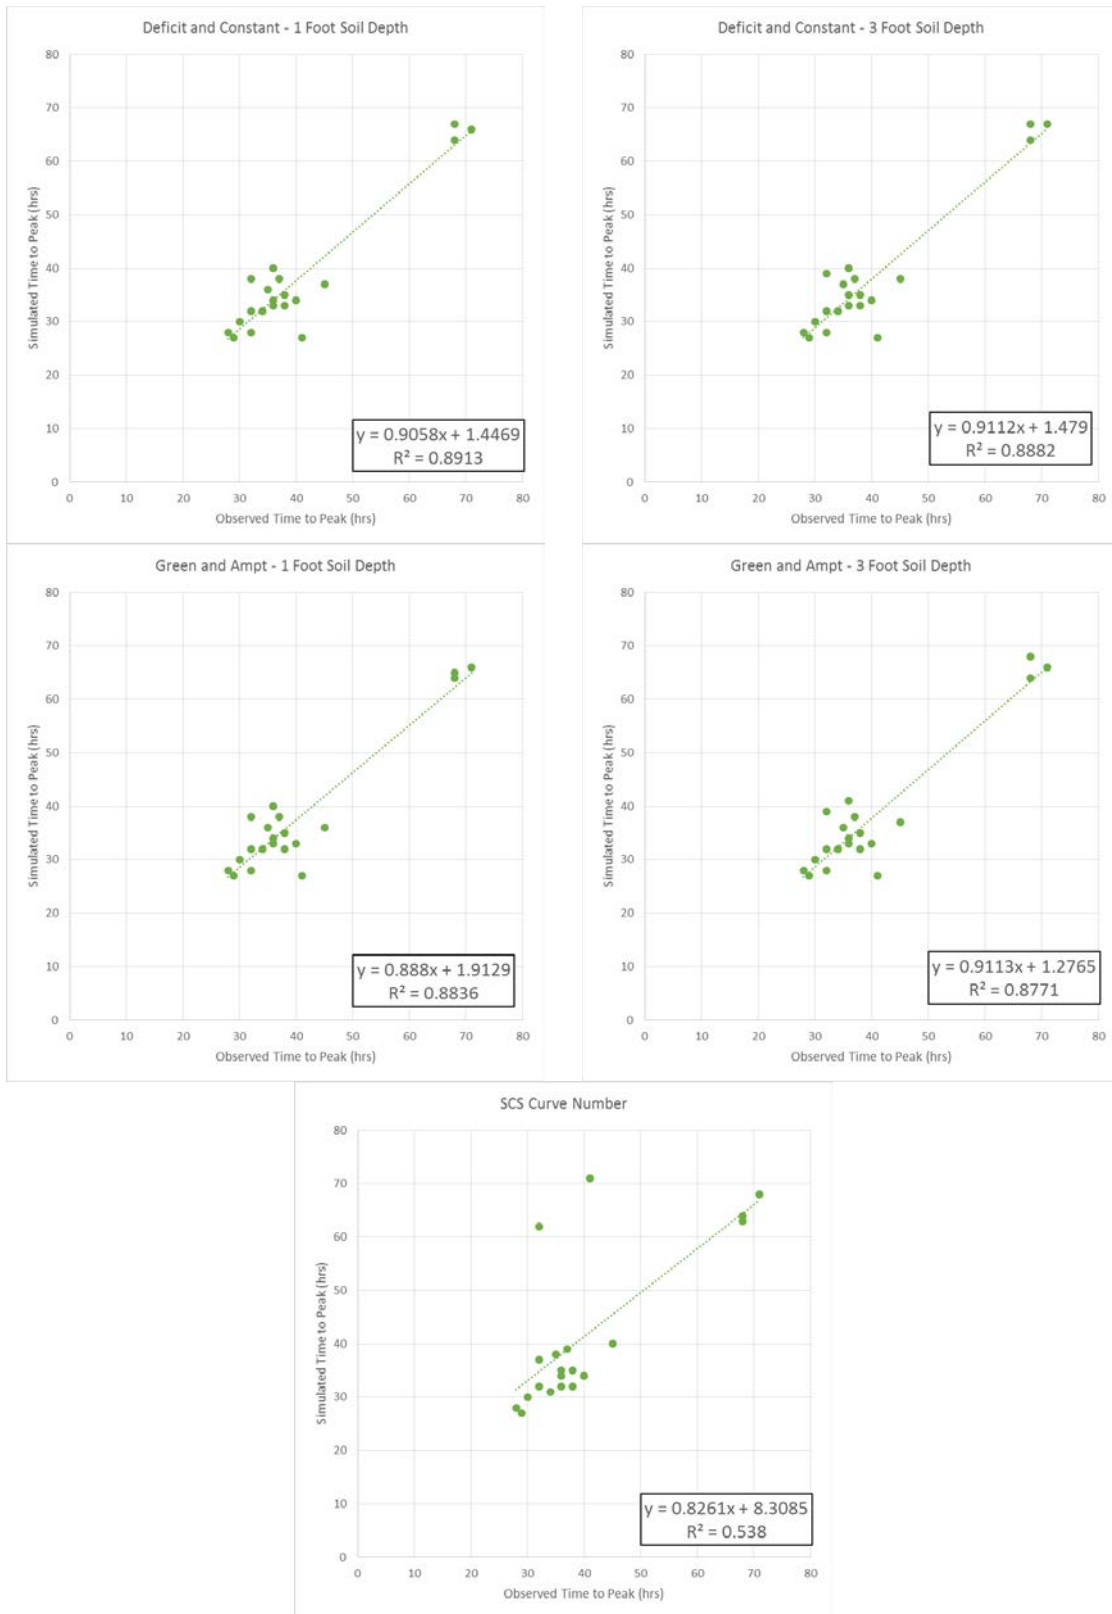 Deficit and Constant - 1 Foot Soil Depth
80
70
60
50
40
30
20
10
0
Simulated Time to Peak (hrs)
y = 0.9058x + 1.4469
R² = 0.8913
0 10 20 30 40 50 60 70 80
Observed Time to Peak (hrs)
Deficit and Constant - 3 Foot Soil Depth
80
70
60
50
40
30
20
10
0
Simulated Time to Peak (hrs)
y = 0.9112x + 1.479
R² = 0.8882
0 10 20 30 40 50 60 70 80
Observed Time to Peak (hrs)
Green and Ampt - 1 Foot Soil Depth
80
70
60
50
40
30
20
10
0
Simulated Time to Peak (hrs)
y = 0.888x + 1.9129
R² = 0.8836
0 10 20 30 40 50 60 70 80
Observed Time to Peak (hrs)
Green and Ampt - 3 Foot Soil Depth
80
70
60
50
40
30
20
10
0
Simulated Time to Peak (hrs)
y = 0.9113x + 1.2765
R² = 0.8771
0 10 20 30 40 50 60 70 80
Observed Time to Peak (hrs)
SCS Curve Number
80
70
60
50
40
30
20
10
0
Simulated Time to Peak (hrs)
y = 0.8261x + 8.3085
R² = 0.538
0 10 20 30 40 50 60 70 80
Observed Time to Peak (hrs)